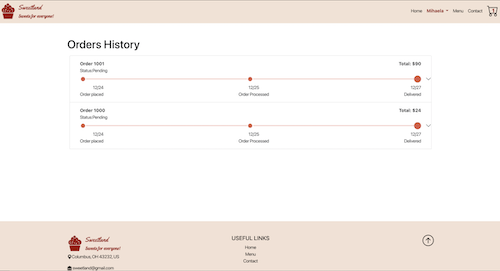 Sweetland
Sweets for everyone!
Home Mihaela Menu Contact
Orders History
Order 1001 Total: $90
Status:Pending
12/24 12/25 12/27
Order placed Order Processed Delivered
Order 1000 Total: $26
Status:Pending
12/24 12/25 12/27
Order placed Order Processed Delivered
Sweetland
Sweets for everyone!
Columbus, OH 43230, US
sweetland@gmail.com
USEFUL LINKS
Home
Menu
Contact